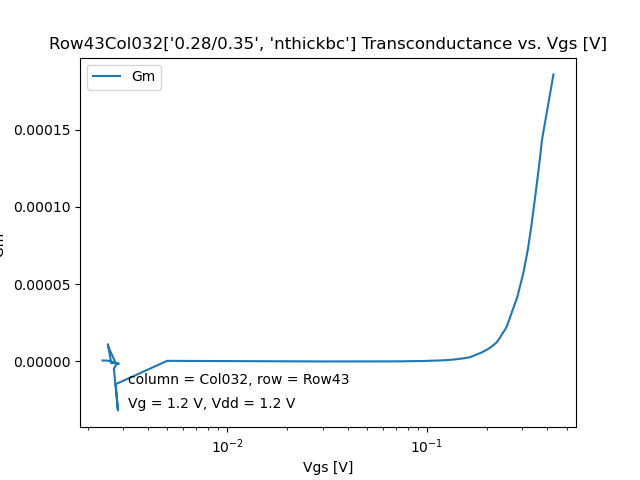 Row43Col032['0.28/0.35', 'nthickbc'] Transconductance vs. Vgs [V]
Gm
0.00015
0.00010
0.00005
0.00000
column = Col032, row = Row43
Vg = 1.2 V, Vdd = 1.2 V
10⁻² 10⁻¹
Vgs [V]